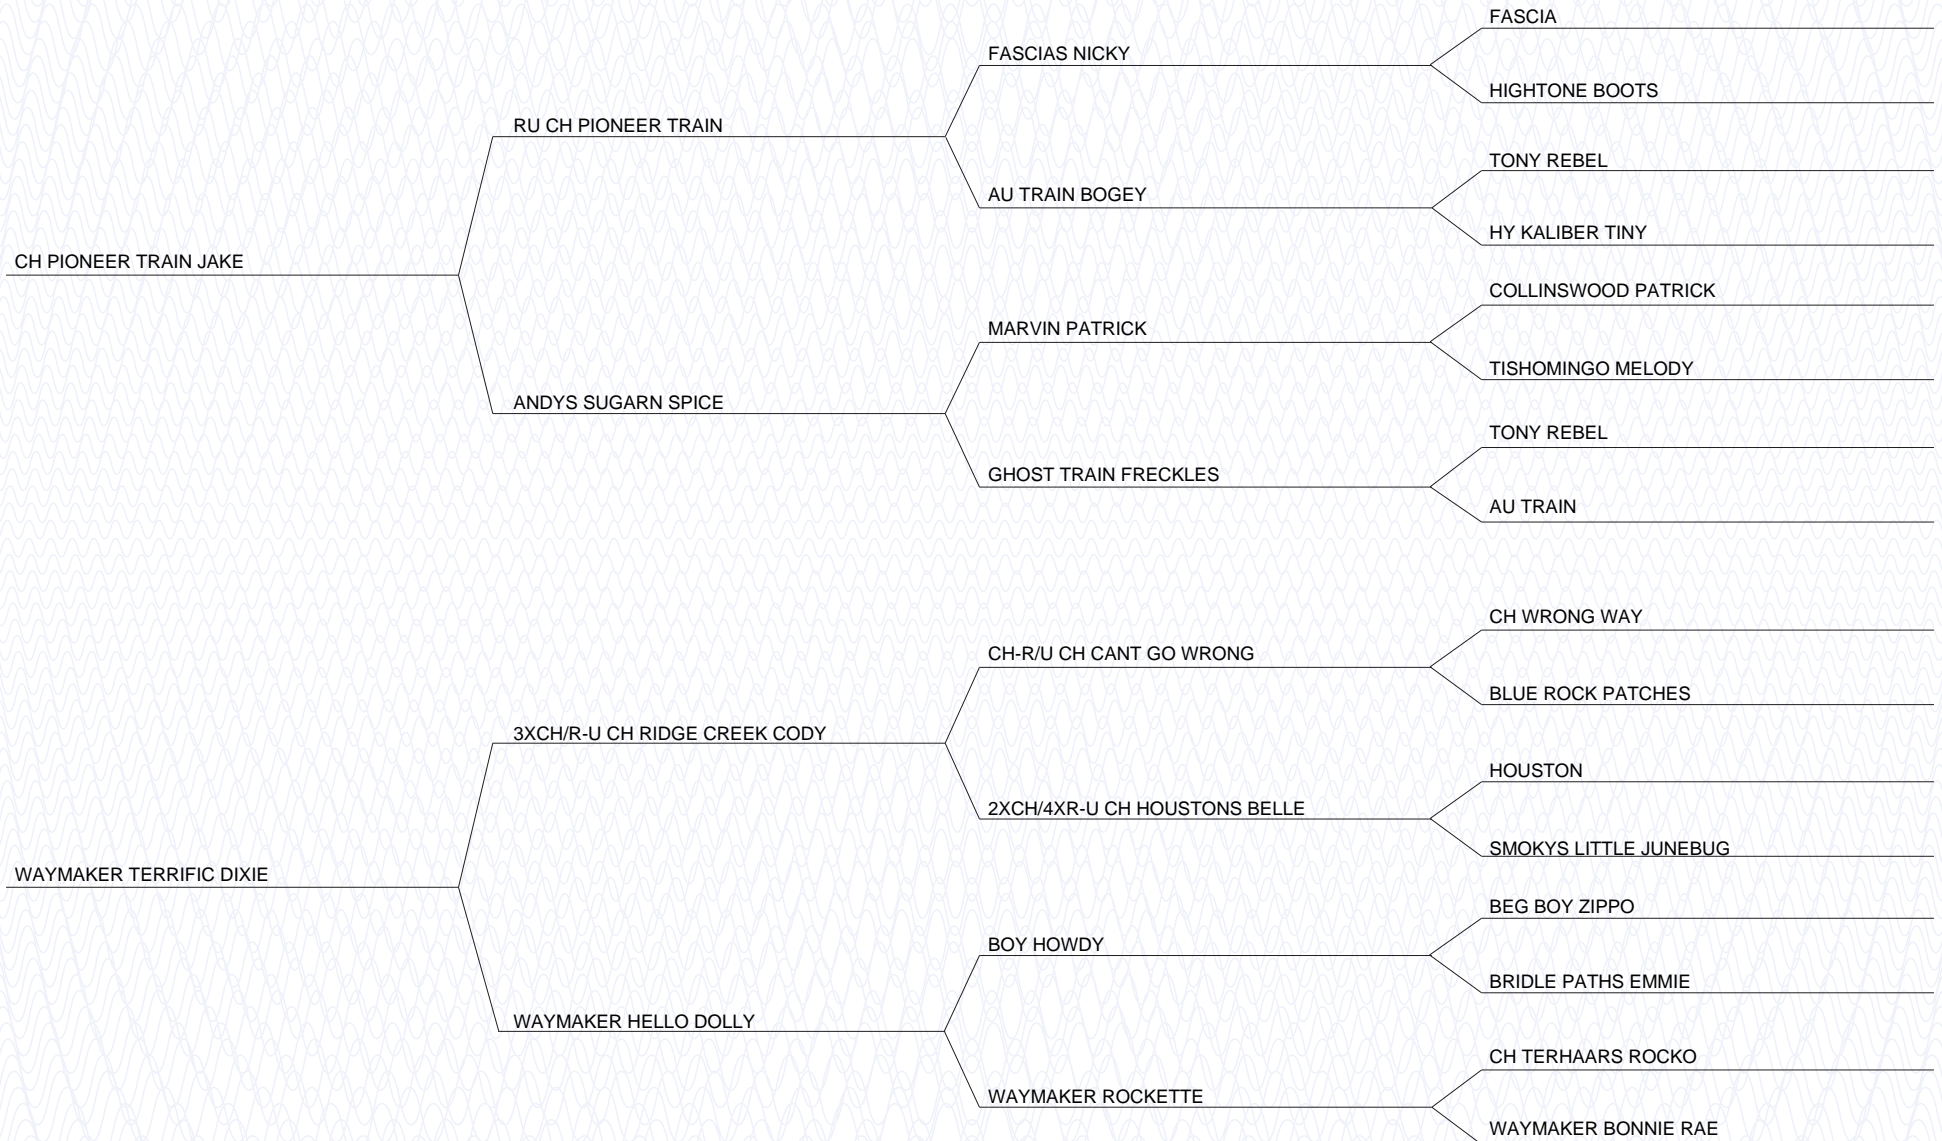 FASCIA
FASCIAS NICKY
HIGHTONE BOOTS
RU CH PIONEER TRAIN
TONY REBEL
AU TRAIN BOGEY
HY KALIBER TINY
CH PIONEER TRAIN JAKE
COLLINSWOOD PATRICK
MARVIN PATRICK
TISHOMINGO MELODY
ANDYS SUGARN SPICE
TONY REBEL
GHOST TRAIN FRECKLES
AU TRAIN
CH WRONG WAY
CH-R/U CH CANT GO WRONG
BLUE ROCK PATCHES
3XCH/R-U CH RIDGE CREEK CODY
HOUSTON
2XCH/4XR-U CH HOUSTONS BELLE
SMOKYS LITTLE JUNEBUG
WAYMAKER TERRIFIC DIXIE
BEG BOY ZIPPO
BOY HOWDY
BRIDLE PATHS EMMIE
WAYMAKER HELLO DOLLY
CH TERHAARS ROCKO
WAYMAKER ROCKETTE
WAYMAKER BONNIE RAE